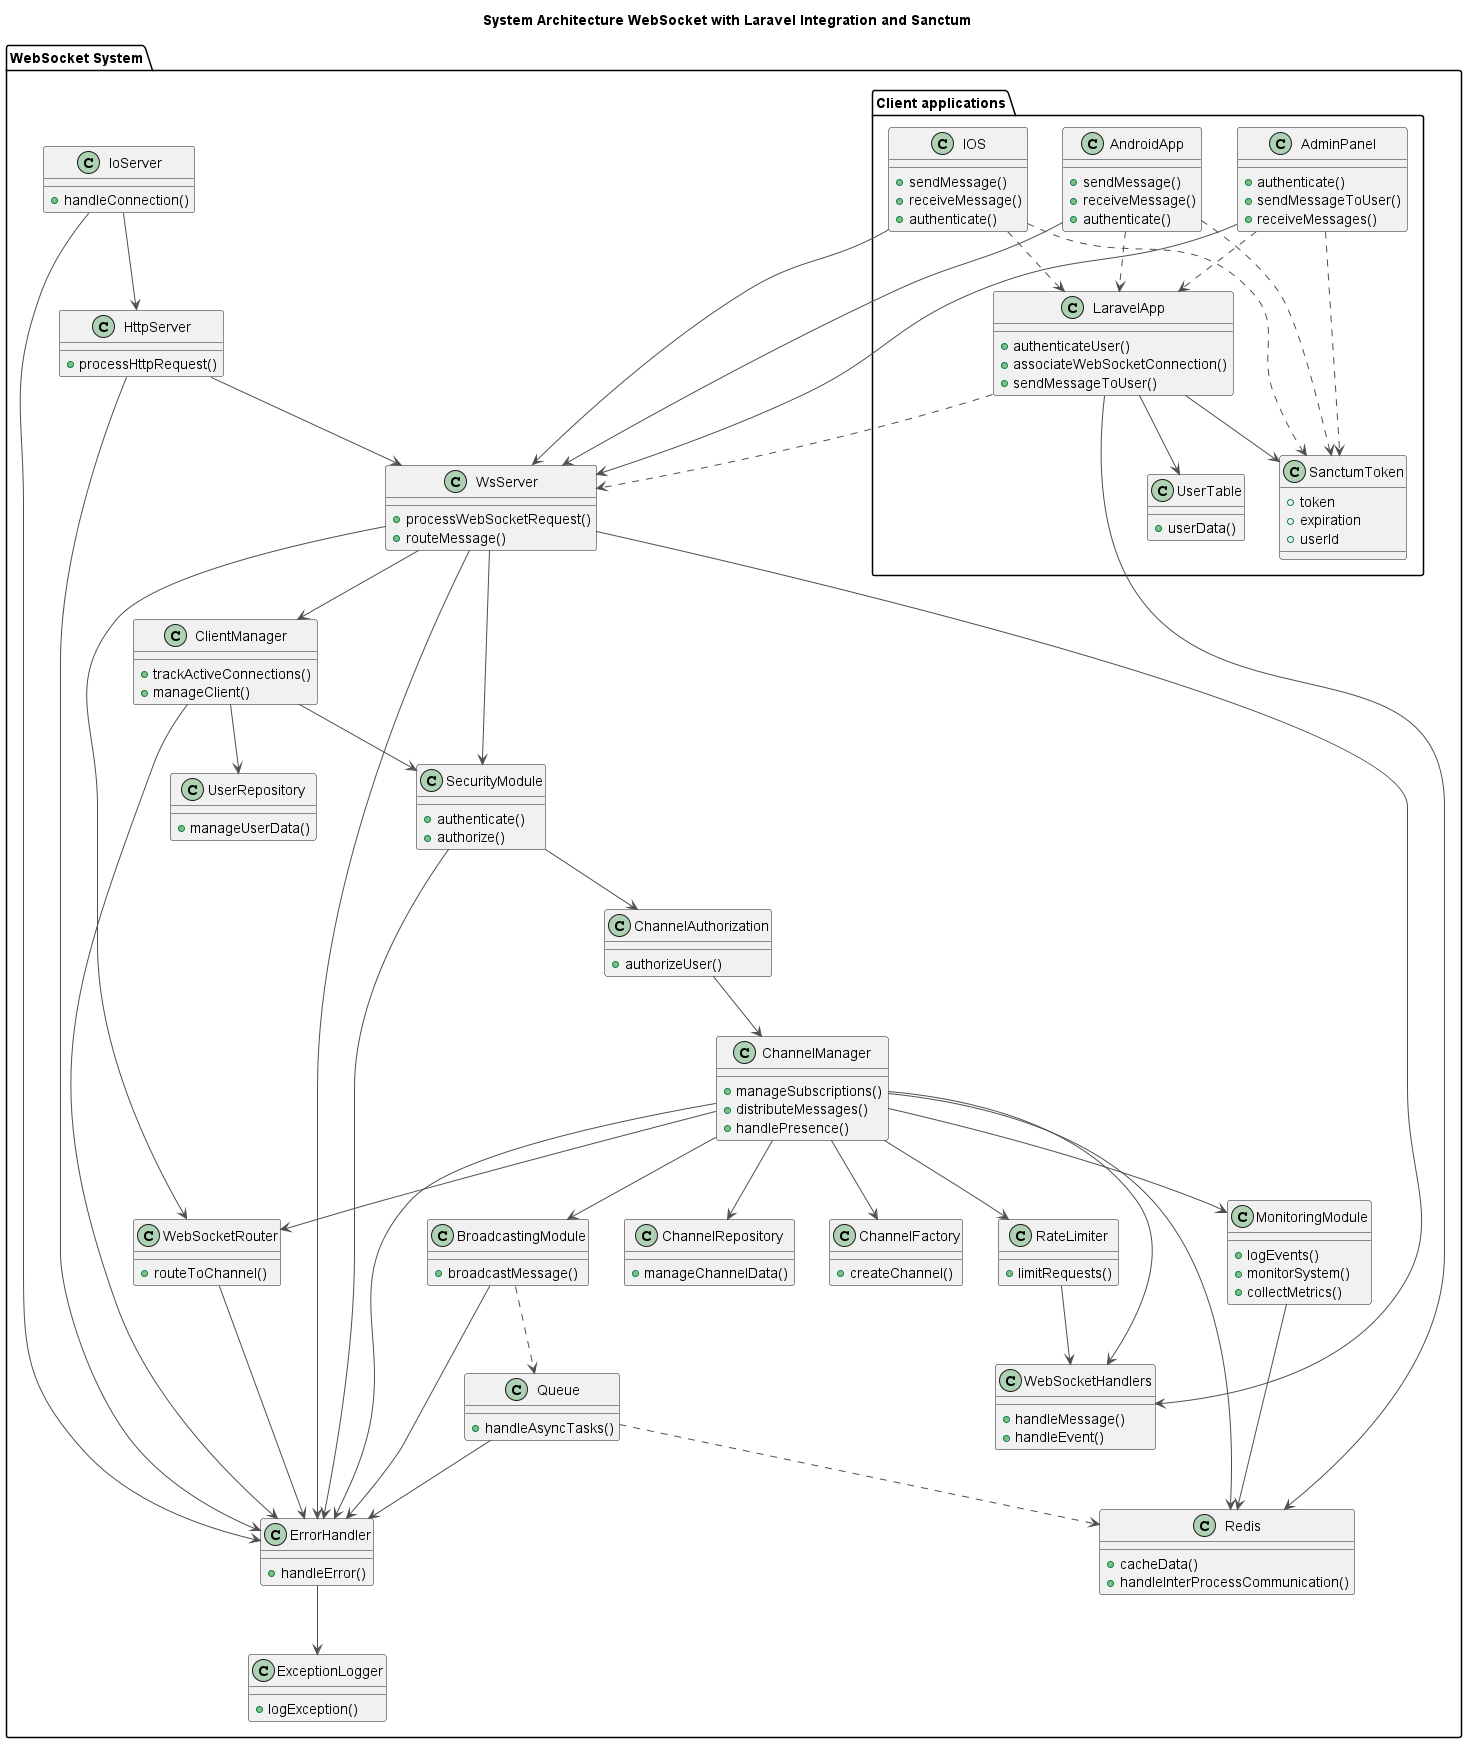 System Architecture WebSocket with Laravel Integration and Sanctum
WebSocket System
Client applications
C IOS
sendMessage()
receiveMessage()
authenticate()
C AndroidApp
sendMessage()
receiveMessage()
authenticate()
C AdminPanel
authenticate()
sendMessageToUser()
receiveMessages()
C IoServer
handleConnection()
C HttpServer
processHttpRequest()
C LaravelApp
authenticateUser()
associateWebSocketConnection()
sendMessageToUser()
C WsServer
processWebSocketRequest()
routeMessage()
C UserTable
userData()
C SanctumToken
token
expiration
userId
C ClientManager
trackActiveConnections()
manageClient()
C UserRepository
manageUserData()
C SecurityModule
authenticate()
authorize()
C ChannelAuthorization
authorizeUser()
C ChannelManager
manageSubscriptions()
distributeMessages()
handlePresence()
C WebSocketRouter
routeToChannel()
C BroadcastingModule
broadcastMessage()
C ChannelRepository
manageChannelData()
C ChannelFactory
createChannel()
C RateLimiter
limitRequests()
C MonitoringModule
logEvents()
monitorSystem()
collectMetrics()
C Queue
handleAsyncTasks()
C WebSocketHandlers
handleMessage()
handleEvent()
C ErrorHandler
handleError()
C Redis
cacheData()
handleInterProcessCommunication()
C ExceptionLogger
logException()